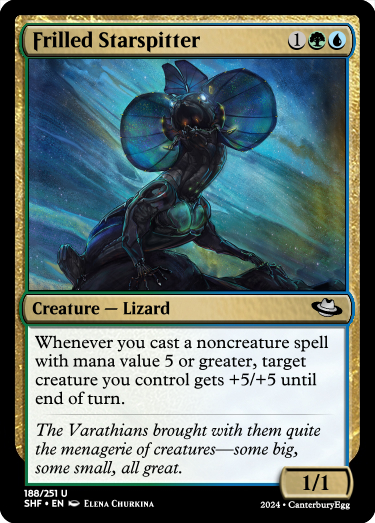 Frilled Starspitter 1
Creature — Lizard
Whenever you cast a noncreature spell
with mana value 5 or greater, target
creature you control gets +5/+5 until
end of turn.
The Varathians brought with them quite
the menagerie of creatures—some big,
some small, all great.
1/1
188/251 U
SHF • EN Elena Churkina
2024 • CanterburyEgg